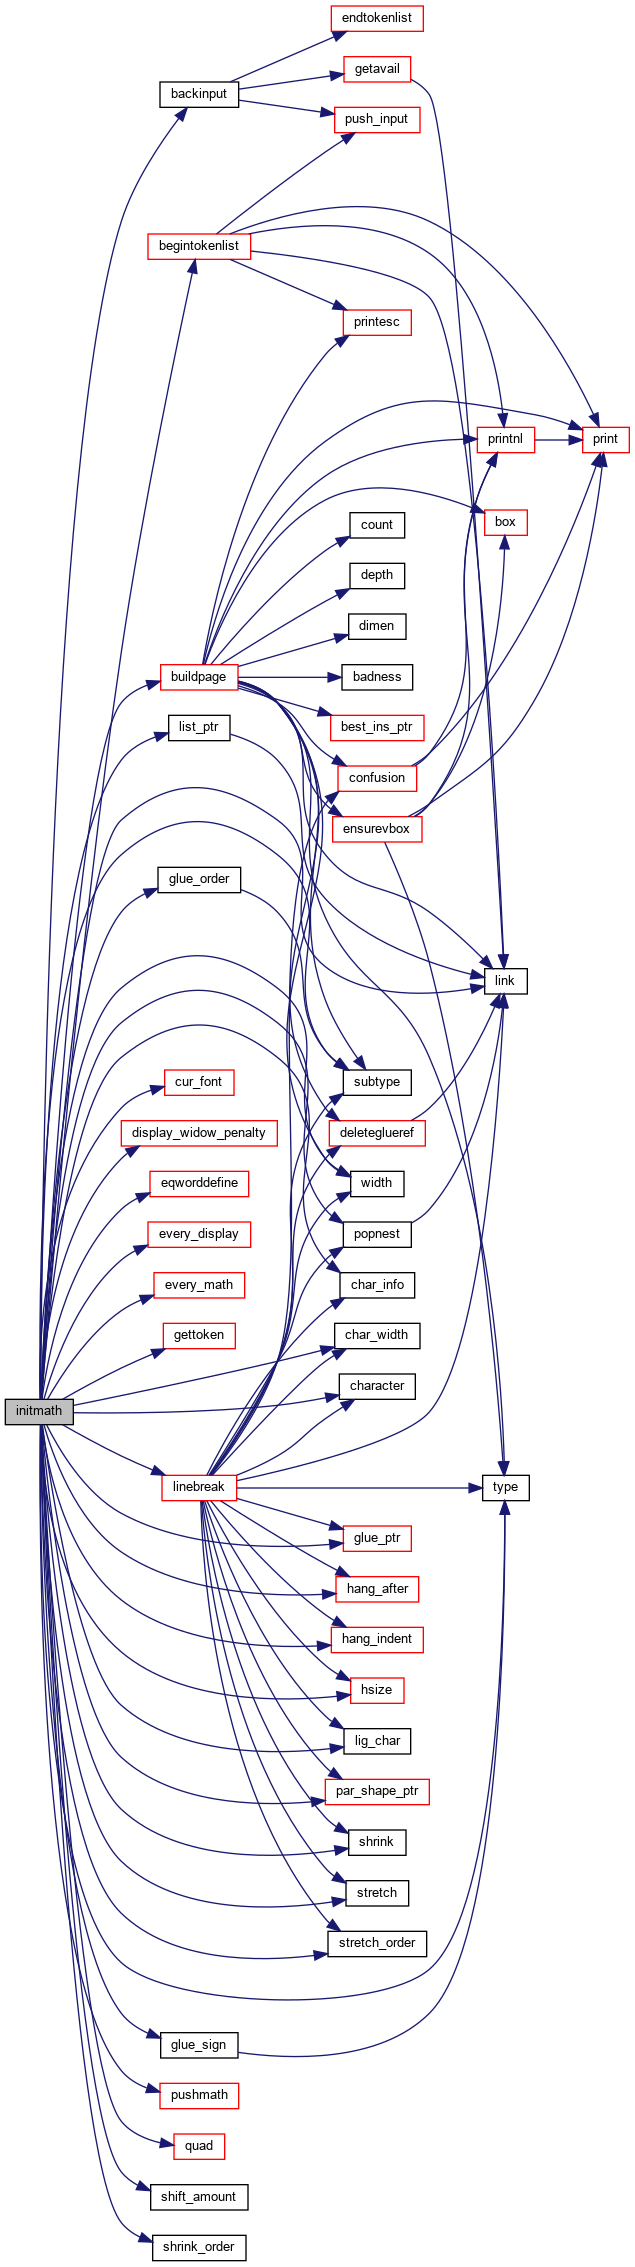 endtokenlist
getavail
backinput
push_input
begintokenlist
printesc
printnl
print
box
count
depth
dimen
buildpage
badness
list_ptr
best_ins_ptr
confusion
ensurevbox
glue_order
link
cur_font
subtype
display_widow_penalty
deleteglueref
eqworddefine
width
every_display
popnest
every_math
char_info
gettoken
char_width
character
initmath
linebreak
type
glue_ptr
hang_after
hang_indent
hsize
lig_char
par_shape_ptr
shrink
stretch
stretch_order
glue_sign
pushmath
quad
shift_amount
shrink_order